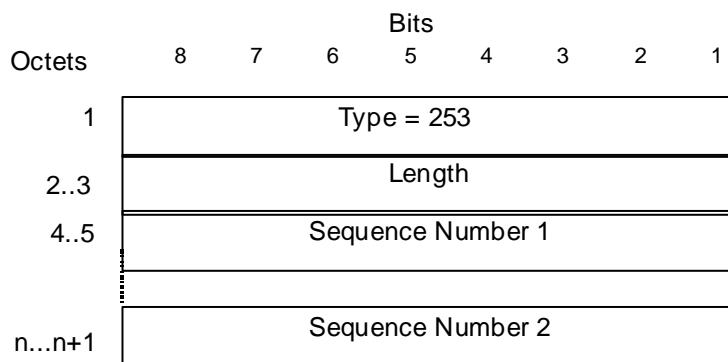 Bits
Octets 8 7 6 5 4 3 2 1
1 Type = 253
2..3 Length
4..5 Sequence Number 1
n...n+1 Sequence Number 2